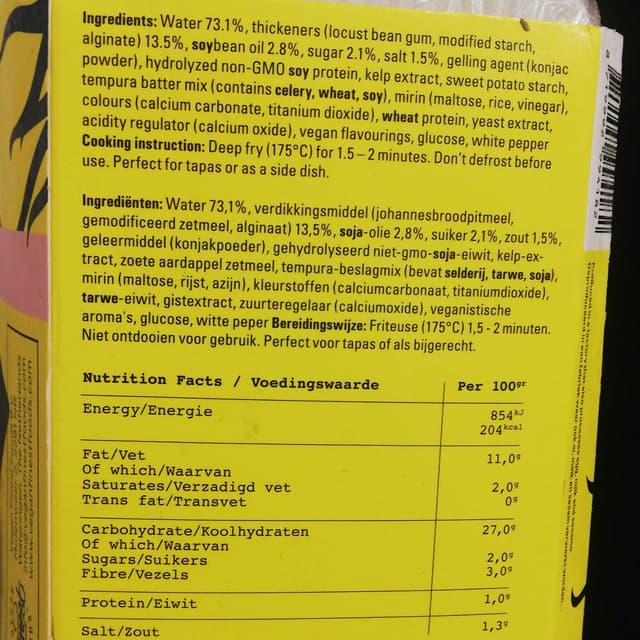 Ingredients: Water 73.1%, thickeners (locust bean gum, modified starch,
alginate) 13.5%, soybean oil 2.8%, sugar 2.1%, salt 1.5%, gelling agent (konjac
powder), hydrolyzed non-GMO soy protein, kelp extract, sweet potato starch,
tempura batter mix (contains celery, wheat, soy), mirin (maltose, rice, vinegar),
colours (calcium carbonate, titanium dioxide), wheat protein, yeast extract,
acidity regulator (calcium oxide), vegan flavourings, glucose, white pepper
Cooking instruction: Deep fry (175°C) for 1.5 – 2 minutes. Don't defrost before
use. Perfect for tapas or as a side dish.
Ingrediënten: Water 73,1%, verdikkingsmiddel (johannesbroodpitmeel,
gemodificeerd zetmeel, alginaat) 13,5%, soja-olie 2,8%, suiker 2,1%, zout 1,5%,
geleermiddel (konjakpoeder), gehydrolyseerd niet-gmo-soja-eiwit, kelp-ex-
tract, zoete aardappel zetmeel, tempura-beslagmix (bevat selderij, tarwe, soja),
mirin (maltose, rijst, azijn), kleurstoffen (calciumcarbonaat, titaniumdioxide),
tarwe-eiwit, gistextract, zuurteregelaar (calciumoxide), veganistische
aroma's, glucose, witte peper Bereidingswijze: Friteuse (175°C) 1,5 - 2 minuten.
Niet ontdooien voor gebruik. Perfect voor tapas of als bijgerecht.
Nutrition Facts / Voedingswaarde Per 100gr
Energy/Energie 854kJ
204kcal
Fat/Vet 11,0g
Of which/Waarvan
Saturates/Verzadigd vet 2,0g
Trans fat/Transvet 0g
Carbohydrate/Koolhydraten 27,0g
Of which/Waarvan
Sugars/Suikers 2,0g
Fibre/Vezels 3,0g
Protein/Eiwit 1,0g
Salt/Zout 1,3g
www.veganfinestfoods.com